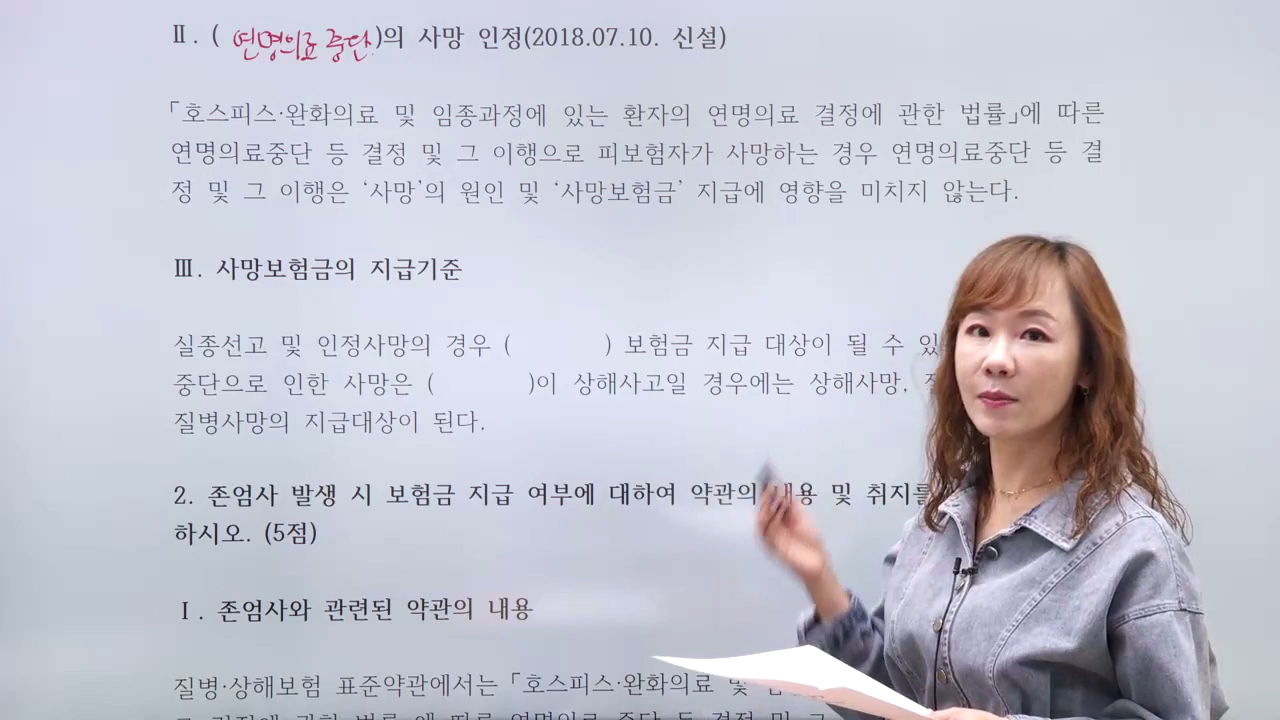 Ⅱ. ( 연명의료 중단 )의 사망 인정(2018.07.10. 신설)
「호스피스·완화의료 및 임종과정에 있는 환자의 연명의료 결정에 관한 법률」에 따른
연명의료중단 등 결정 및 그 이행으로 피보험자가 사망하는 경우 연명의료중단 등 결
정 및 그 이행은 ‘사망’의 원인 및 ‘사망보험금’ 지급에 영향을 미치지 않는다.
Ⅲ. 사망보험금의 지급기준
실종선고 및 인정사망의 경우 ( ) 보험금 지급 대상이 될 수
중단으로 인한 사망은 ( )이 상해사고일 경우에는 상해사망,
질병사망의 지급대상이 된다.
2. 존엄사 발생 시 보험금 지급 여부에 대하여 약관의 내용 및 취지를
하시오. (5점)
Ⅰ. 존엄사와 관련된 약관의 내용
질병·상해보험 표준약관에서는 「호스피스·완화의료 및